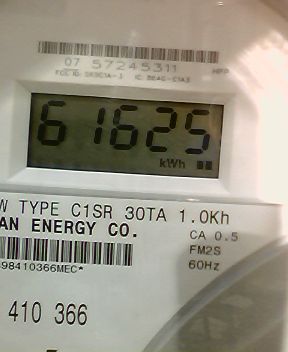 07 57245311
61625
kWh
W TYPE C1SR 30TA 1.0Kh
AN ENERGY CO.
CA 0.5
FM2S
60Hz
98410366MEC*
410 366